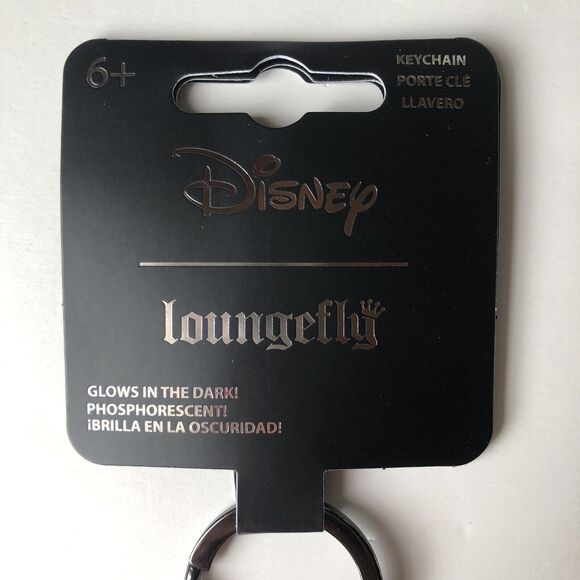 6+
KEYCHAIN
PORTE CLÉ
LLAVERO
Disney
loungefly
GLOWS IN THE DARK!
PHOSPHORESCENT!
¡BRILLA EN LA OSCURIDAD!